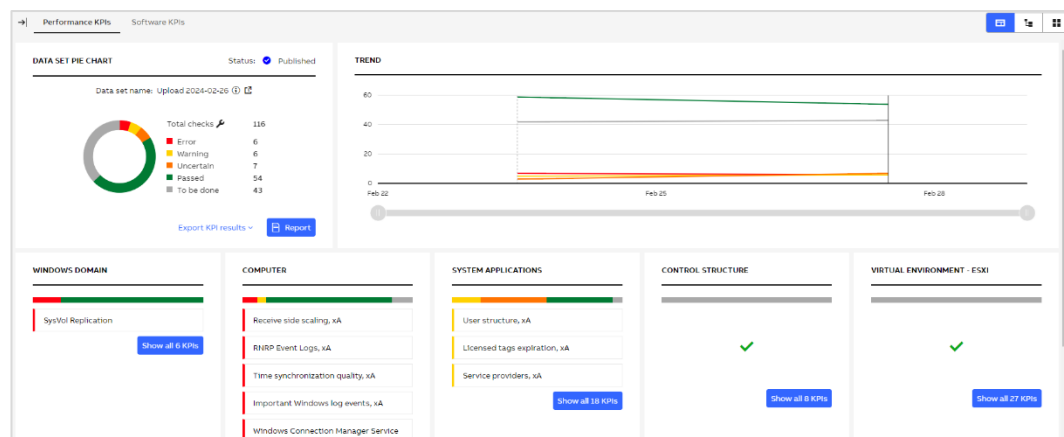 Performance KPIs Software KPIs
DATA SET PIE CHART Status: Published
Data set name: Upload 2024-02-26
Total checks 116
Error 6
Warning 6
Uncertain 7
Passed 54
To be done 43
Export KPI results Report
TREND
60
40
20
0
Feb 22 Feb 25 Feb 28
WINDOWS DOMAIN
SysVol Replication
Show all 6 KPIs
COMPUTER
Receive side scaling, xA
RNRP Event Logs, xA
Time synchronization quality, xA
Important Windows log events, xA
Windows Connection Manager Service
SYSTEM APPLICATIONS
User structure, xA
Licensed tags expiration, xA
Service providers, xA
Show all 18 KPIs
CONTROL STRUCTURE
Show all 8 KPIs
VIRTUAL ENVIRONMENT - ESXI
Show all 27 KPIs